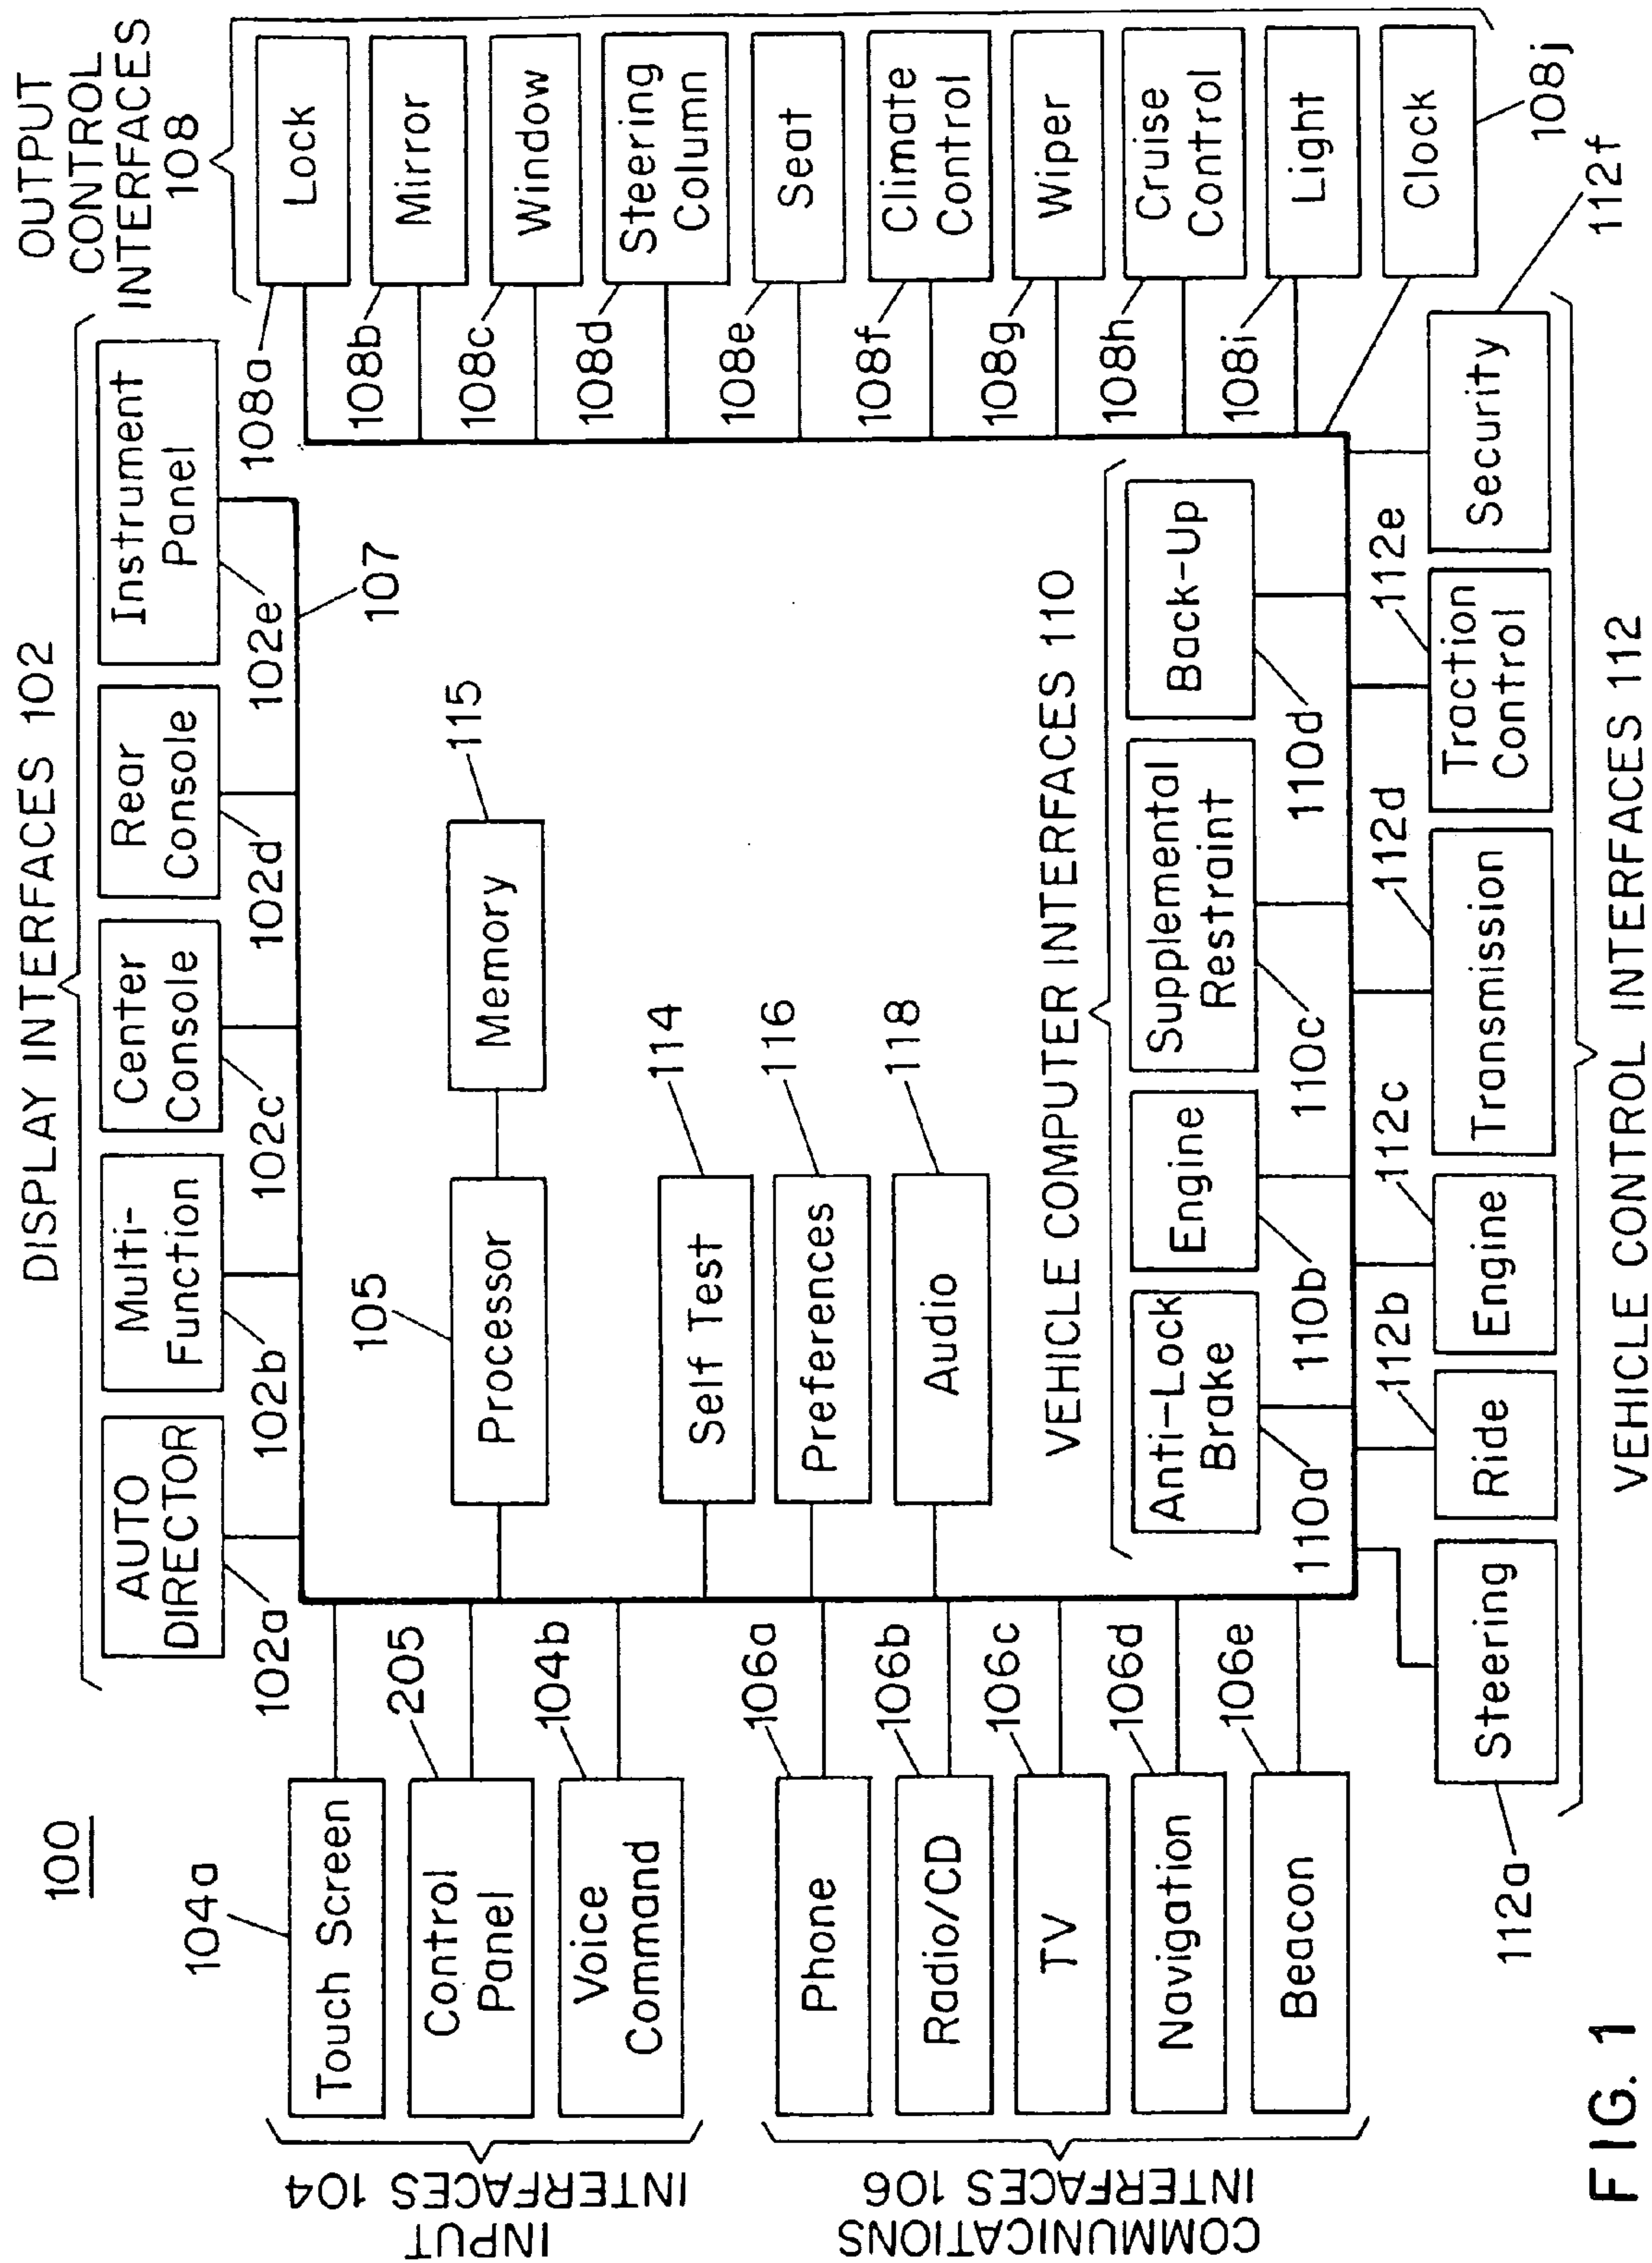 100
DISPLAY INTERFACES 102
AUTO
DIRECTOR
102a
Multi-
Function
102b
Center
Console
102c
Rear
Console
102d
Instrument
Panel
102e
107
OUTPUT
CONTROL
INTERFACES
108
108a
Lock
108b
Mirror
108c
Window
108d
Steering
Column
108e
Seat
108f
Climate
Control
108g
Wiper
108h
Cruise
Control
108i
Light
Clock
108j
INPUT
INTERFACES 104
104a
Touch Screen
205
Control
Panel
104b
Voice
Command
COMMUNICATIONS
INTERFACES 106
106a
Phone
106b
Radio/CD
106c
TV
106d
Navigation
106e
Beacon
105
Processor
Memory
115
Self Test
114
Preferences
116
Audio
118
VEHICLE COMPUTER INTERFACES 110
Anti-Lock
Brake
110a
Engine
110b
Supplemental
Restraint
110c
Back-Up
110d
112a
Steering
112b
Ride
112c
Engine
112d
Transmission
112e
Traction
Control
112f
Security
VEHICLE CONTROL INTERFACES 112
FIG. 1